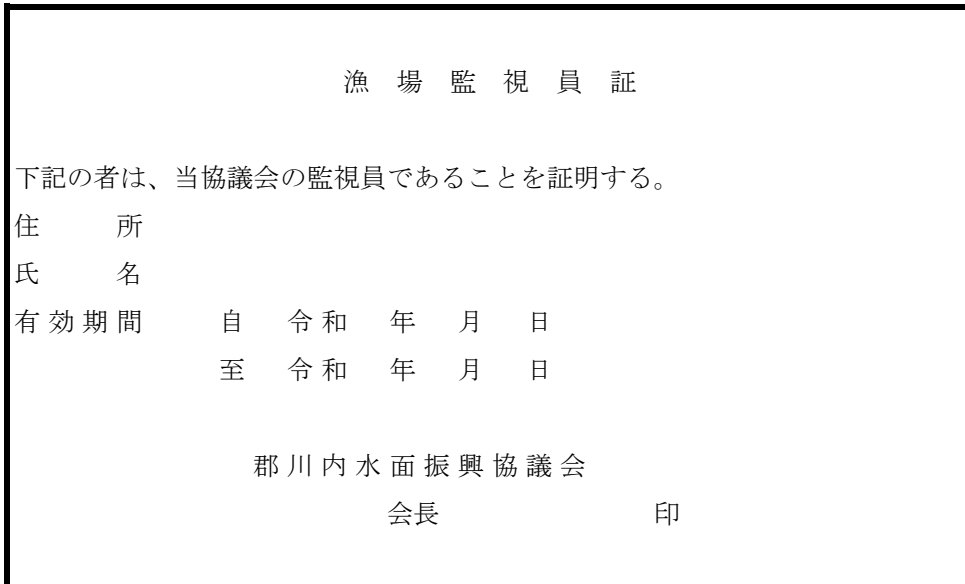 漁 場 監 視 員 証
下記の者は、当協議会の監視員であることを証明する。
住　　所
氏　　名
有 効 期 間　　自　令 和　年　月　日
至　令 和　年　月　日
郡 川 内 水 面 振 興 協 議 会
会長　　　　　　印